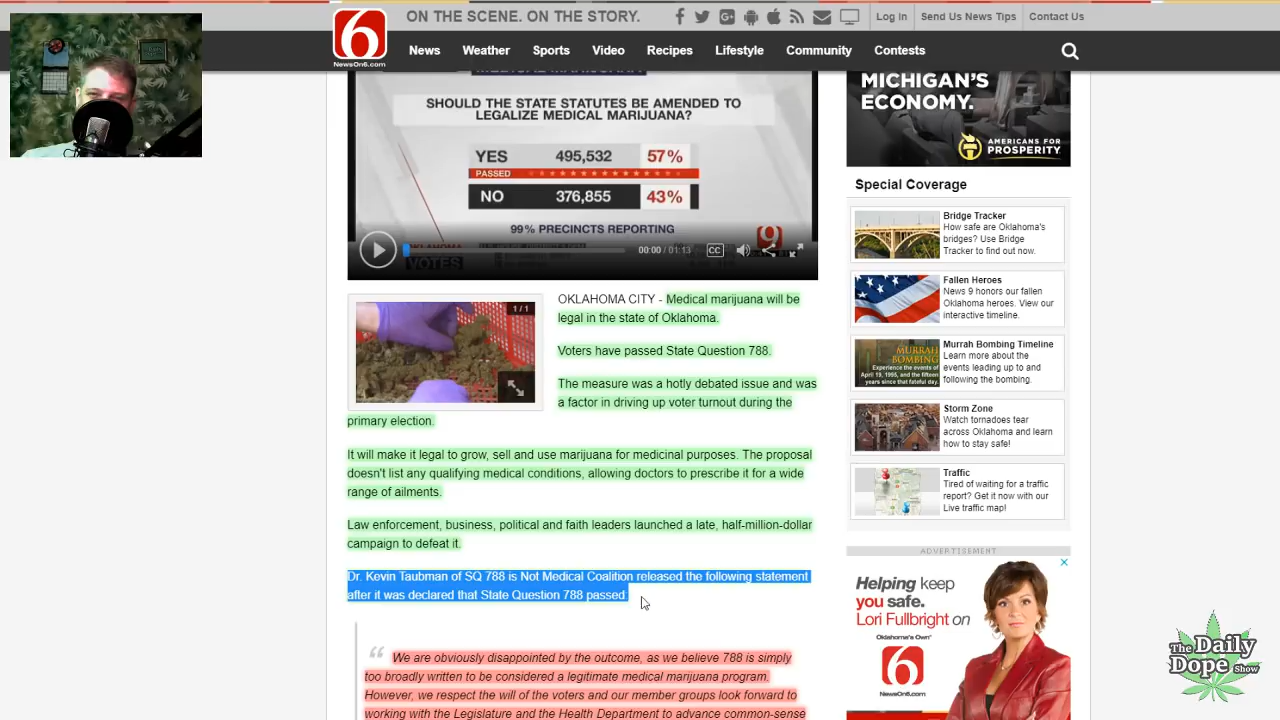 ON THE SCENE. ON THE STORY.
Log In
Send Us News Tips
Contact Us
6
NewsOn6.com
News
Weather
Sports
Video
Recipes
Lifestyle
Community
Contests
MEDICAL MARIJUANA
SHOULD THE STATE STATUTES BE AMENDED TO
LEGALIZE MEDICAL MARIJUANA?
YES 495,532 57%
PASSED
NO 376,855 43%
99% PRECINCTS REPORTING
9
OKLAHOMA
VOTES
00:00 / 01:13
CC
1/1
OKLAHOMA CITY - Medical marijuana will be
legal in the state of Oklahoma.
Voters have passed State Question 788.
The measure was a hotly debated issue and was
a factor in driving up voter turnout during the
primary election.
It will make it legal to grow, sell and use marijuana for medicinal purposes. The proposal
doesn't list any qualifying medical conditions, allowing doctors to prescribe it for a wide
range of ailments.
Law enforcement, business, political and faith leaders launched a late, half-million-dollar
campaign to defeat it.
Dr. Kevin Taubman of SQ 788 is Not Medical Coalition released the following statement
after it was declared that State Question 788 passed:
“ We are obviously disappointed by the outcome, as we believe 788 is simply
too broadly written to be considered a legitimate medical marijuana program.
However, we respect the will of the voters and our member groups look forward to
working with the Legislature and the Health Department to advance common-sense
MICHIGAN'S
ECONOMY.
AMERICANS FOR
PROSPERITY
Special Coverage
Bridge Tracker
How safe are Oklahoma's
bridges? Use Bridge
Tracker to find out now.
Fallen Heroes
News 9 honors our fallen
Oklahoma heroes. View our
interactive timeline.
MURRAH
BOMBING
Experience the events of
April 19, 1995, and the fifteen
years since that fateful day.
Murrah Bombing Timeline
Learn more about the
events leading up to and
following the bombing.
Storm Zone
Watch tornadoes tear
across Oklahoma and learn
how to stay safe!
Traffic
Tired of waiting for a traffic
report? Get it now with our
Live traffic map!
ADVERTISEMENT
Helping keep
you safe.
Lori Fullbright on
Oklahoma's Own
6
NewsOn6.com
The Daily
Dope Show